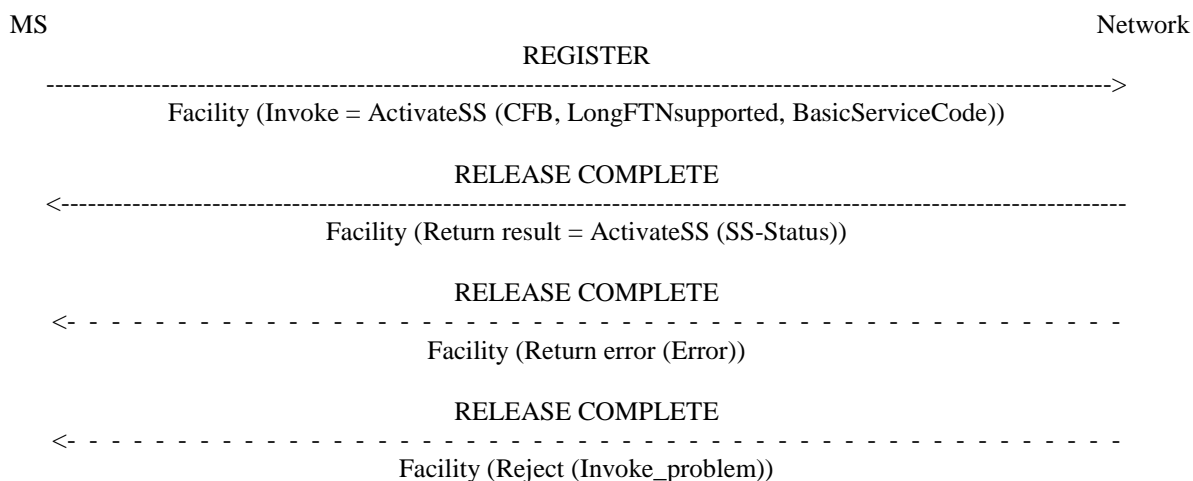 MS Network
REGISTER
------------------------------------------------------------------------------------------------------------------------>
Facility (Invoke = ActivateSS (CFB, LongFTNsupported, BasicServiceCode))
RELEASE COMPLETE
<------------------------------------------------------------------------------------------------------------------------
Facility (Return result = ActivateSS (SS-Status))
RELEASE COMPLETE
<- - - - - - - - - - - - - - - - - - - - - - - - - - - - - - - - - - - - - - - - - - - - - - - -
Facility (Return error (Error))
RELEASE COMPLETE
<- - - - - - - - - - - - - - - - - - - - - - - - - - - - - - - - - - - - - - - - - - - - - - - -
Facility (Reject (Invoke_problem))